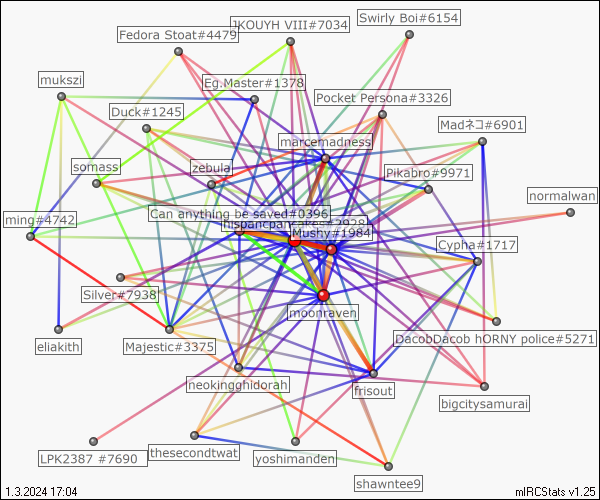 Swirly Boi#6154
JKOUYH VIII#7034
Fedora Stoat#4479
mukszi
Eg.Master#1378
Pocket Persona#3326
Duck#1245
Madネコ#6901
marcemadness
somass
zebula
Pikabro#9971
normalwan
ming#4742
Can anything be saved#0396
hispancpancakes#2928
Mushy#1984
Cypha#1717
Silver#7938
moonraven
eliakith
Majestic#3375
DacobDacob hORNY police#5271
neokingghidorah
frisout
bigcitysamurai
LPK2387 #7690
thesecondtwat
yoshimanden
shawntee9
1.3.2024 17:04
mIRCStats v1.25